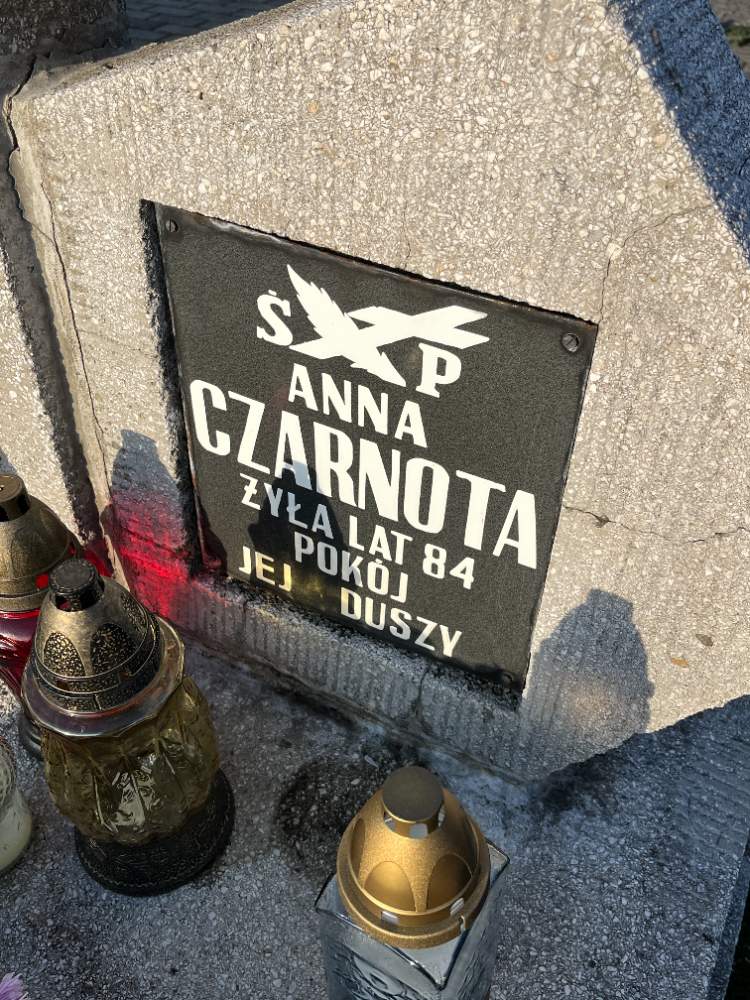 Ś P
ANNA
CZARNOTA
ŻYŁA LAT 84
POKÓJ
JEJ DUSZY